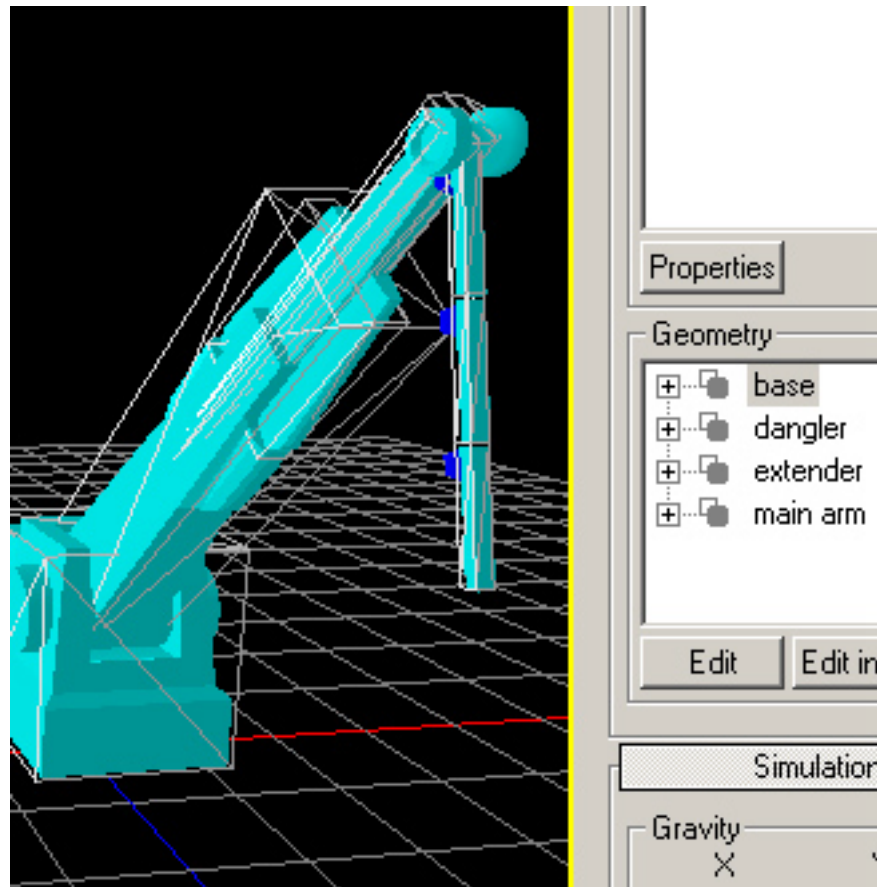 Properties
Geometry
base
dangler
extender
main arm
Edit
Edit in
Simulation
Gravity
X